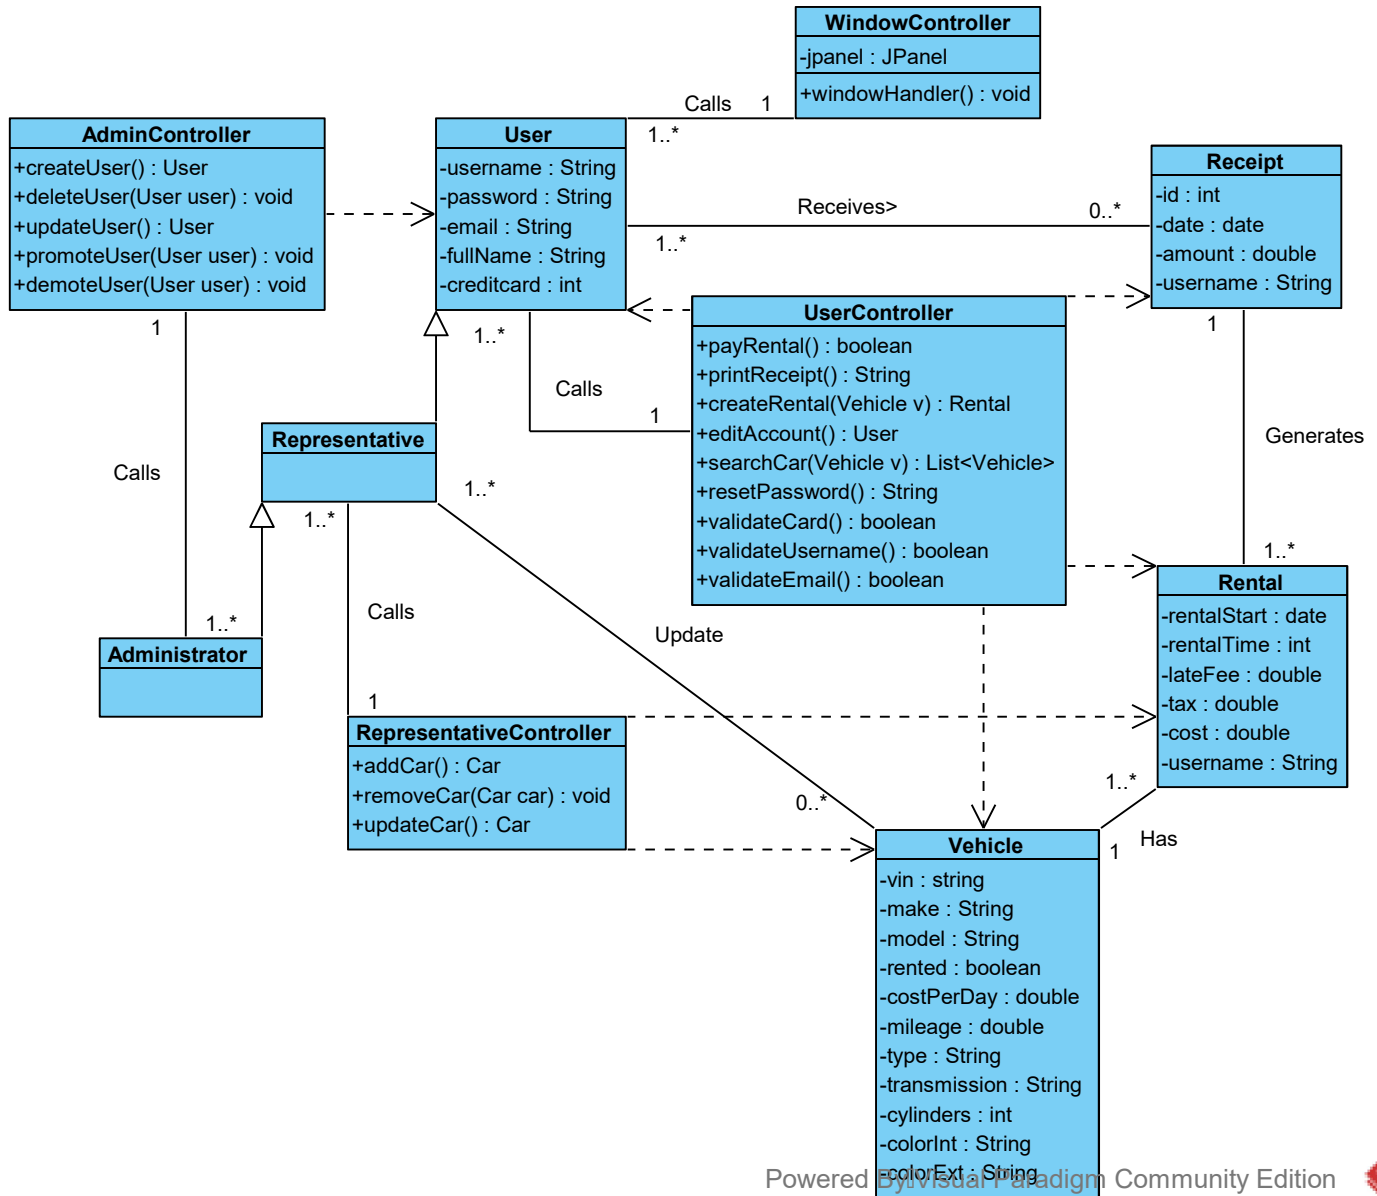 WindowController
-jpanel : JPanel
+windowHandler() : void
Calls 1
1..*
AdminController
+createUser() : User
+deleteUser(User user) : void
+updateUser() : User
+promoteUser(User user) : void
+demoteUser(User user) : void
User
-username : String
-password : String
-email : String
-fullName : String
-creditcard : int
Receipt
-id : int
-date : date
-amount : double
-username : String
Receives>
0..*
1..*
UserController
+payRental() : boolean
+printReceipt() : String
+createRental(Vehicle v) : Rental
+editAccount() : User
+searchCar(Vehicle v) : List<Vehicle>
+resetPassword() : String
+validateCard() : boolean
+validateUsername() : boolean
+validateEmail() : boolean
1
1..*
1
Calls
1
Generates
Representative
Calls
1..*
1..*
1..*
Rental
-rentalStart : date
-rentalTime : int
-lateFee : double
-tax : double
-cost : double
-username : String
Calls
1..*
Update
Administrator
1
RepresentativeController
+addCar() : Car
+removeCar(Car car) : void
+updateCar() : Car
1..*
0..*
Has
1
Vehicle
-vin : string
-make : String
-model : String
-rented : boolean
-costPerDay : double
-mileage : double
-type : String
-transmission : String
-cylinders : int
-colorInt : String
-colorExt : String
Powered By Visual Paradigm Community Edition